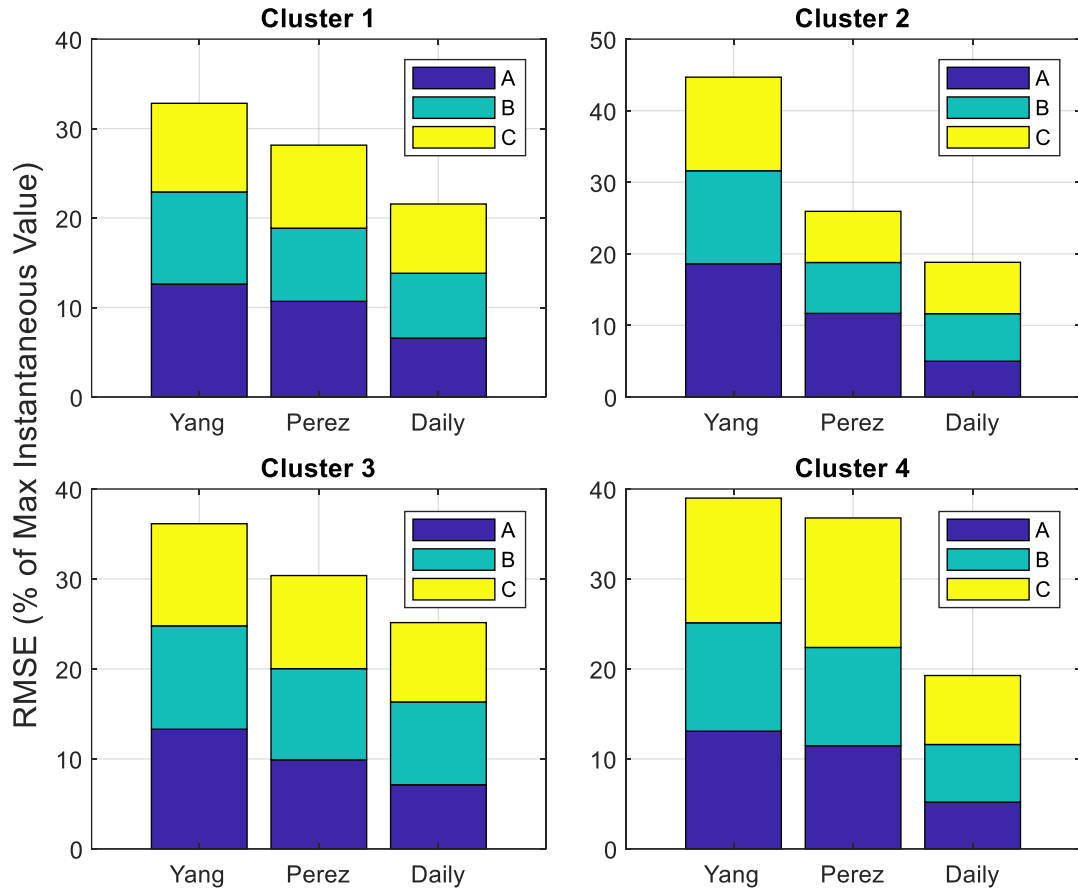 RMSE (% of Max Instantaneous Value)
Cluster 1
40
30
20
10
0
A
B
C
Yang Perez Daily
Cluster 2
50
40
30
20
10
0
A
B
C
Yang Perez Daily
Cluster 3
40
30
20
10
0
A
B
C
Yang Perez Daily
Cluster 4
40
30
20
10
0
A
B
C
Yang Perez Daily